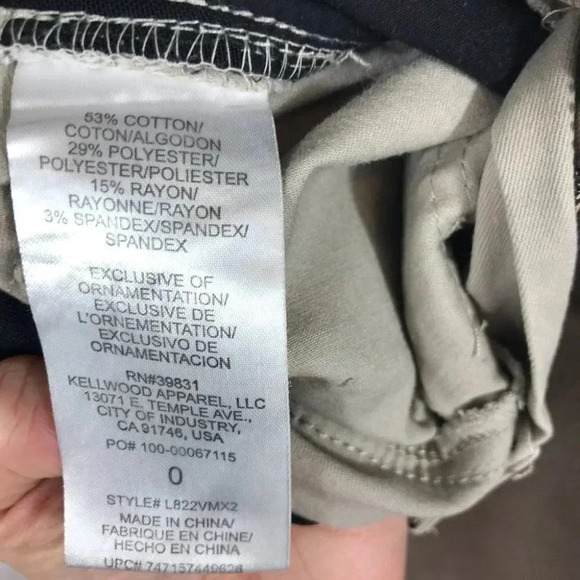 53% COTTON/
COTON/ALGODON
29% POLYESTER/
POLYESTER/POLIESTER
15% RAYON/
RAYONNE/RAYON
3% SPANDEX/SPANDEX/
SPANDEX
EXCLUSIVE OF
ORNAMENTATION/
EXCLUSIVE DE
L'ORNEMENTATION/
EXCLUSIVO DE
ORNAMENTACION
RN#39831
KELLWOOD APPAREL, LLC
13071 E. TEMPLE AVE.,
CITY OF INDUSTRY,
CA 91746, USA
PO# 100-00067115
0
STYLE# L822VMX2
MADE IN CHINA/
FABRIQUE EN CHINE/
HECHO EN CHINA
UPC# 747157449626